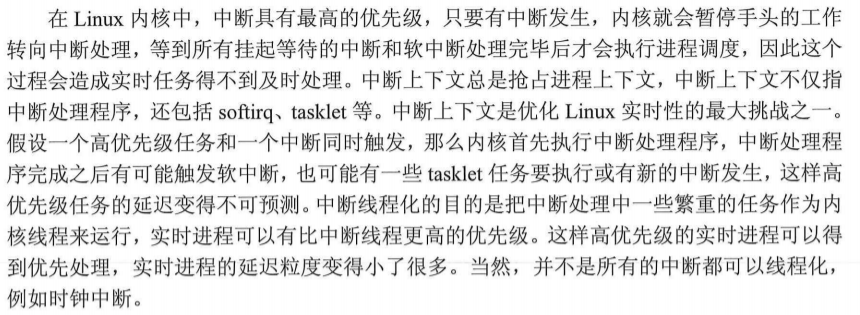 在 Linux 内核中，中断具有最高的优先级，只要有中断发生，内核就会暂停手头的工作
转向中断处理，等到所有挂起等待的中断和软中断处理完毕后才会执行进程调度，因此这个
过程会造成实时任务得不到及时处理。中断上下文总是抢占进程上下文，中断上下文不仅指
中断处理程序，还包括 softirq、tasklet 等。中断上下文是优化 Linux 实时性的最大挑战之一。
假设一个高优先级任务和一个中断同时触发，那么内核首先执行中断处理程序，中断处理程
序完成之后有可能触发软中断，也可能有一些 tasklet 任务要执行或有新的中断发生，这样高
优先级任务的延迟变得不可预测。中断线程化的目的是把中断处理中一些繁重的任务作为内
核线程来运行，实时进程可以有比中断线程更高的优先级。这样高优先级的实时进程可以得
到优先处理，实时进程的延迟粒度变得小了很多。当然，并不是所有的中断都可以线程化，
例如时钟中断。